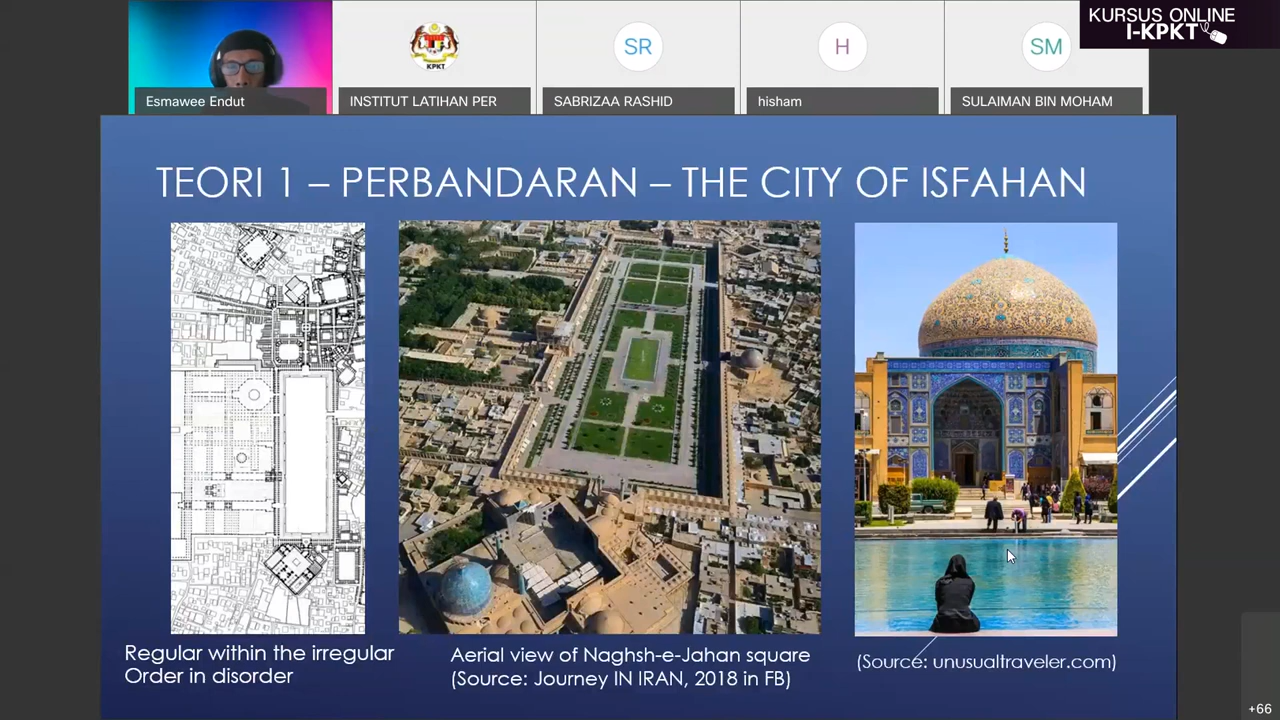 KURSUS ONLINE
I-KPKT
KPKT
SR
H
SM
Esmawee Endut
INSTITUT LATIHAN PER
SABRIZAA RASHID
hisham
SULAIMAN BIN MOHAM
TEORI 1 – PERBANDARAN – THE CITY OF ISFAHAN
Regular within the irregular
Order in disorder
Aerial view of Naghsh-e-Jahan square
(Source: Journey IN IRAN, 2018 in FB)
(Source: unusualtraveler.com)
+66